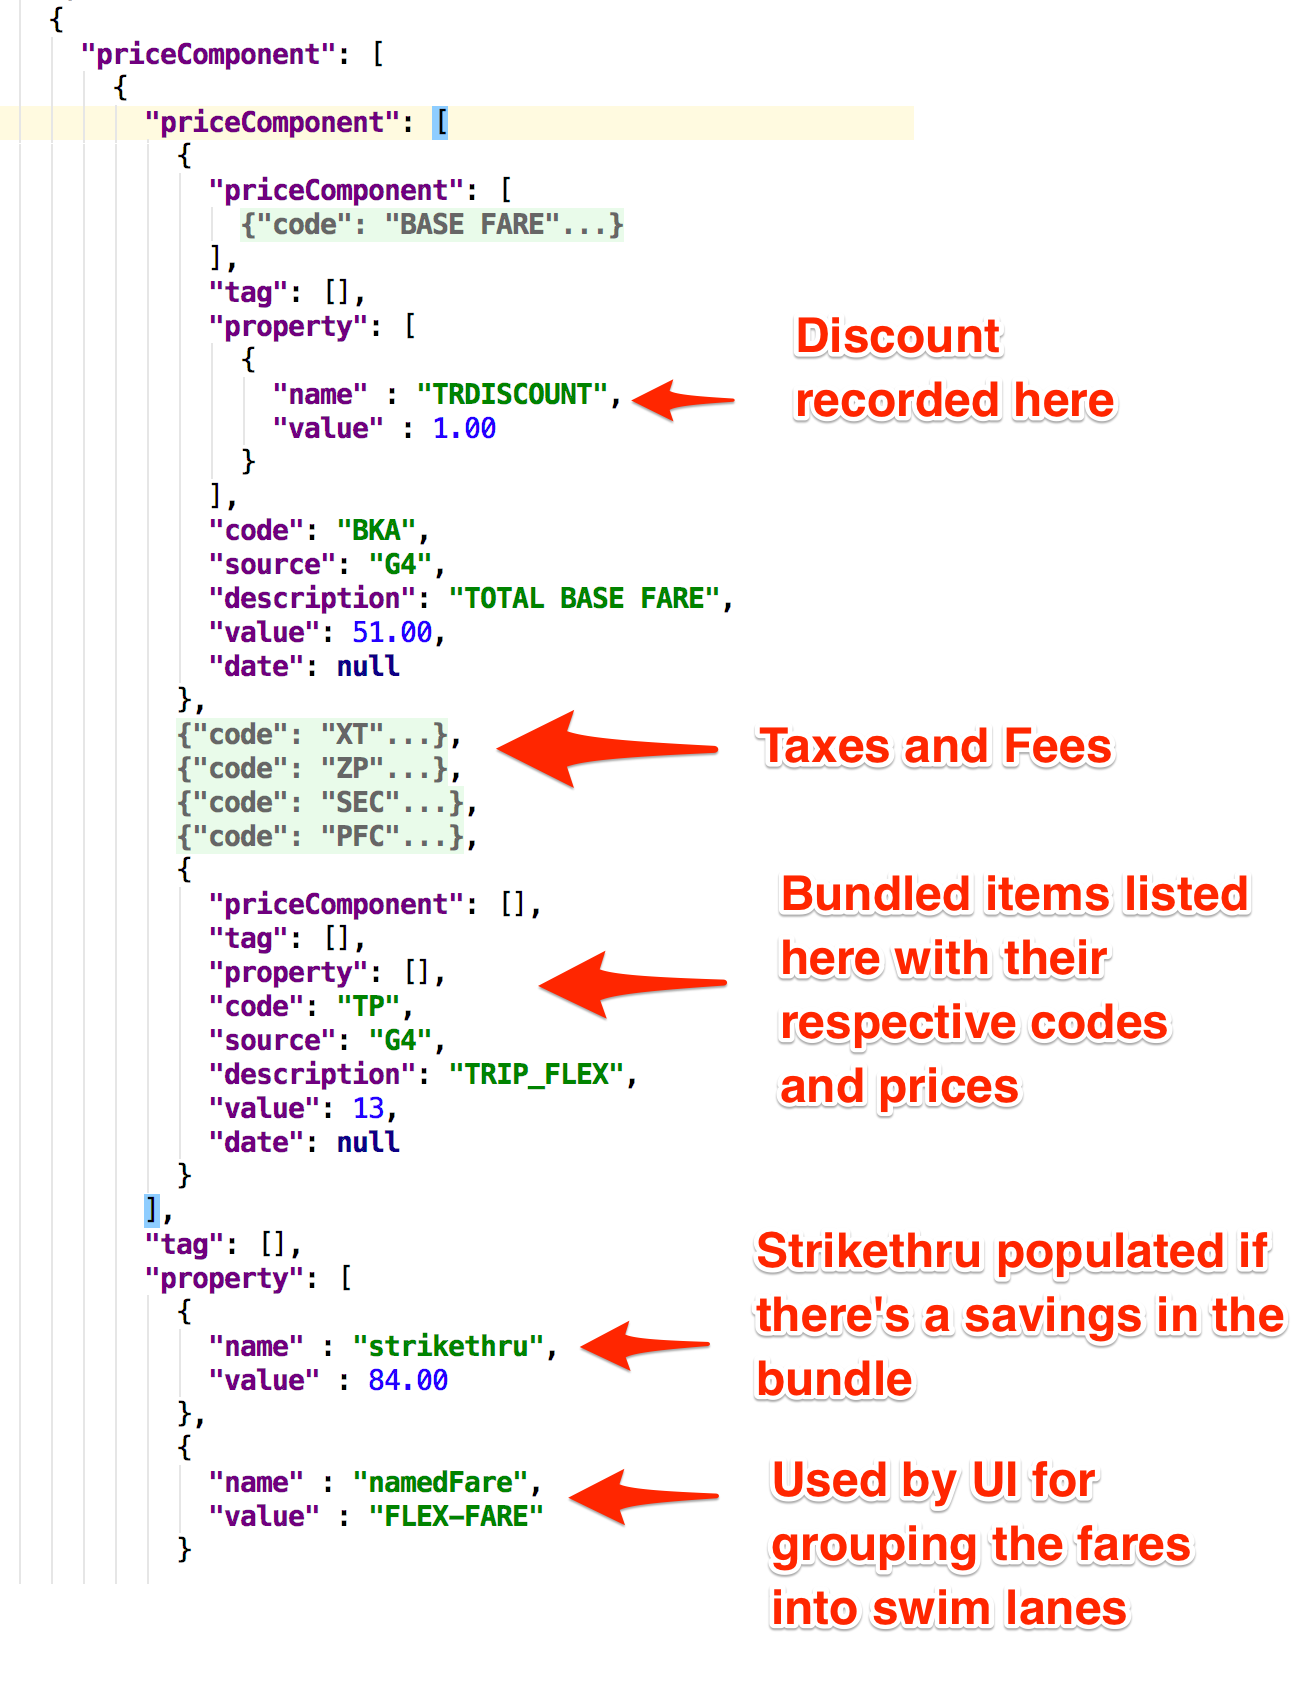 {
"priceComponent": [
{
"priceComponent": [
{
"priceComponent": [
{"code": "BASE FARE"...}
],
"tag": [],
"property": [
{
"name" : "TRDISCOUNT",
"value" : 1.00
}
],
"code": "BKA",
"source": "G4",
"description": "TOTAL BASE FARE",
"value": 51.00,
"date": null
},
{"code": "XT"...},
{"code": "ZP"...},
{"code": "SEC"...},
{"code": "PFC"...},
{
"priceComponent": [],
"tag": [],
"property": [],
"code": "TP",
"source": "G4",
"description": "TRIP_FLEX",
"value": 13,
"date": null
}
],
"tag": [],
"property": [
{
"name" : "strikethru",
"value" : 84.00
},
{
"name" : "namedFare",
"value" : "FLEX-FARE"
}
Discount
recorded here
Taxes and Fees
Bundled items listed
here with their
respective codes
and prices
Strikethru populated if
there's a savings in the
bundle
Used by UI for
grouping the fares
into swim lanes